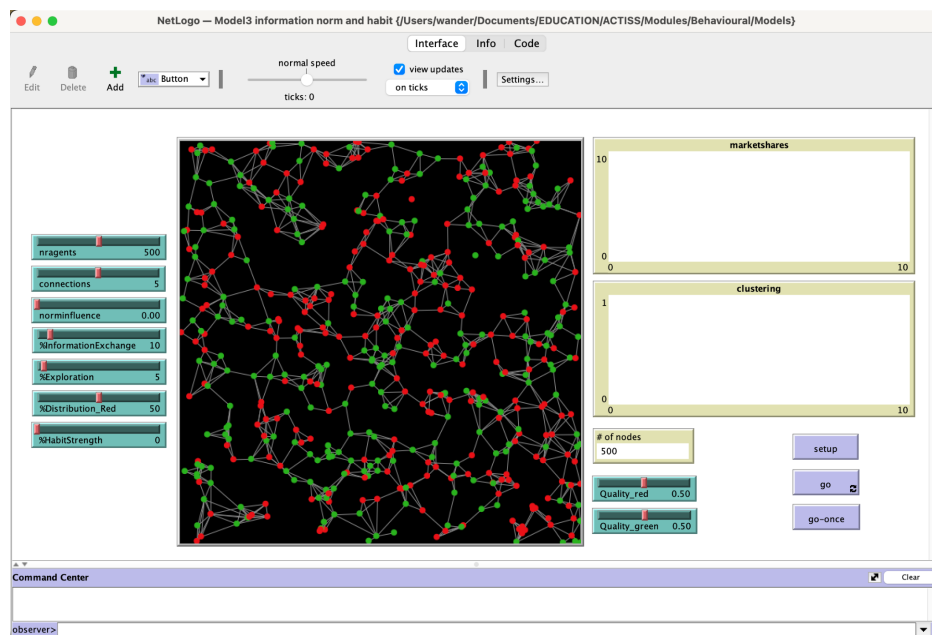 NetLogo — Model3 information norm and habit {/Users/wander/Documents/EDUCATION/ACTISS/Modules/Behavioural/Models}
Interface Info Code
Edit Delete Add abc Button
normal speed
ticks: 0
view updates
on ticks
Settings...
nragents 500
connections 5
norminfluence 0.00
%InformationExchange 10
%Exploration 5
%Distribution_Red 50
%HabitStrength 0
marketshares
10
0
0 10
clustering
1
0
0 10
# of nodes
500
Quality_red 0.50
Quality_green 0.50
setup
go
go-once
Command Center
Clear
observer>